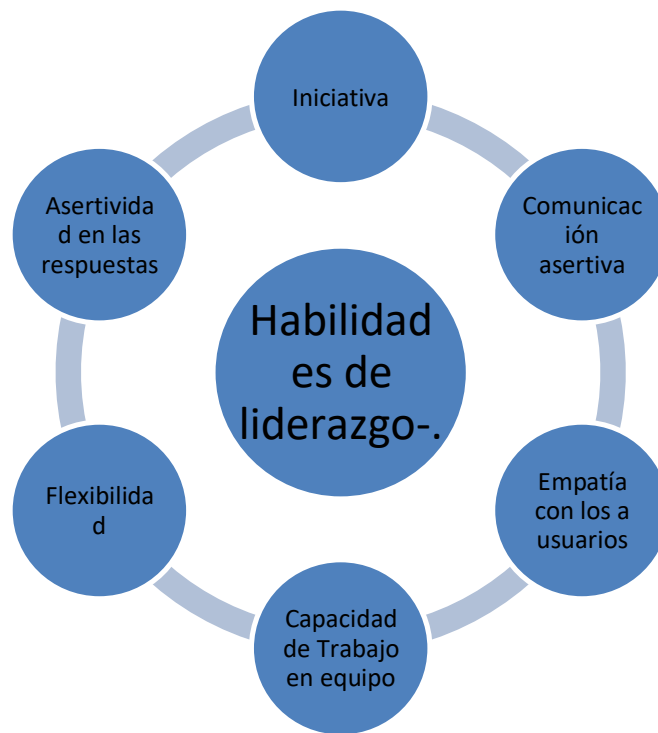 Iniciativa
Comunicac
ión
asertiva
Empatía
con los a
usuarios
Capacidad
de Trabajo
en equipo
Flexibilida
d
Asertivida
d en las
respuestas
Habilidad
es de
liderazgo-.